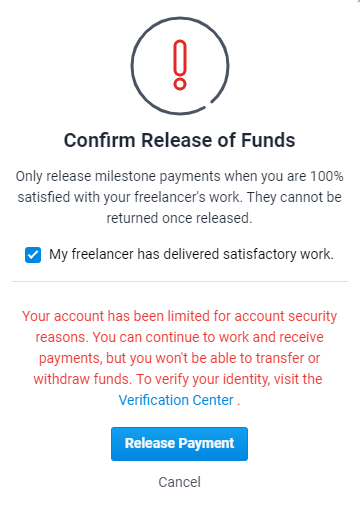 Confirm Release of Funds
Only release milestone payments when you are 100%
satisfied with your freelancer's work. They cannot be
returned once released.
My freelancer has delivered satisfactory work.
Your account has been limited for account security
reasons. You can continue to work and receive
payments, but you won't be able to transfer or
withdraw funds. To verify your identity, visit the
Verification Center .
Release Payment
Cancel